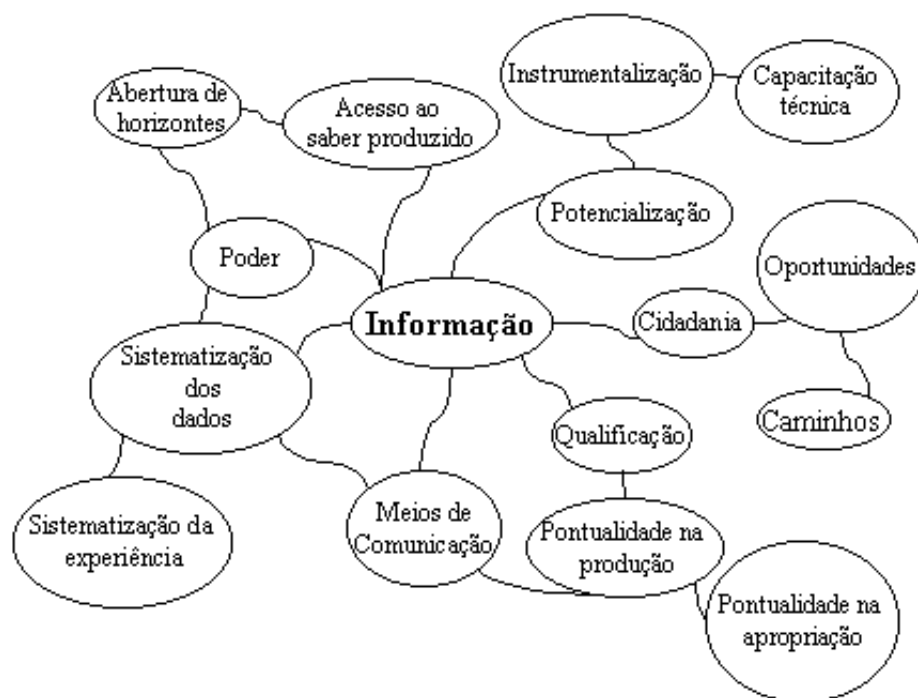 Instrumentalização
Capacitação
técnica
Abertura de
horizontes
Acesso ao
saber produzido
Potencialização
Poder
Oportunidades
Informação
Cidadania
Sistematização
dos
dados
Caminhos
Qualificação
Sistematização da
experiência
Meios de
Comunicação
Pontualidade na
produção
Pontualidade na
apropriação